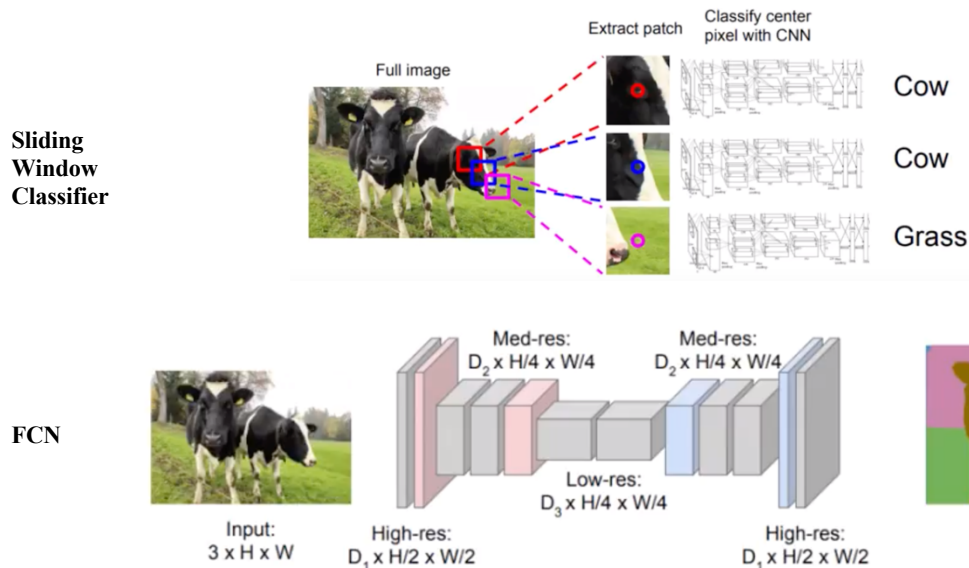 Sliding
Window
Classifier
Full image
Extract patch
Classify center
pixel with CNN
Cow
Cow
Grass
FCN
Input:
3 x H x W
High-res:
D₁ x H/2 x W/2
Med-res:
D₂ x H/4 x W/4
Low-res:
D₃ x H/4 x W/4
Med-res:
D₂ x H/4 x W/4
High-res:
D₁ x H/2 x W/2